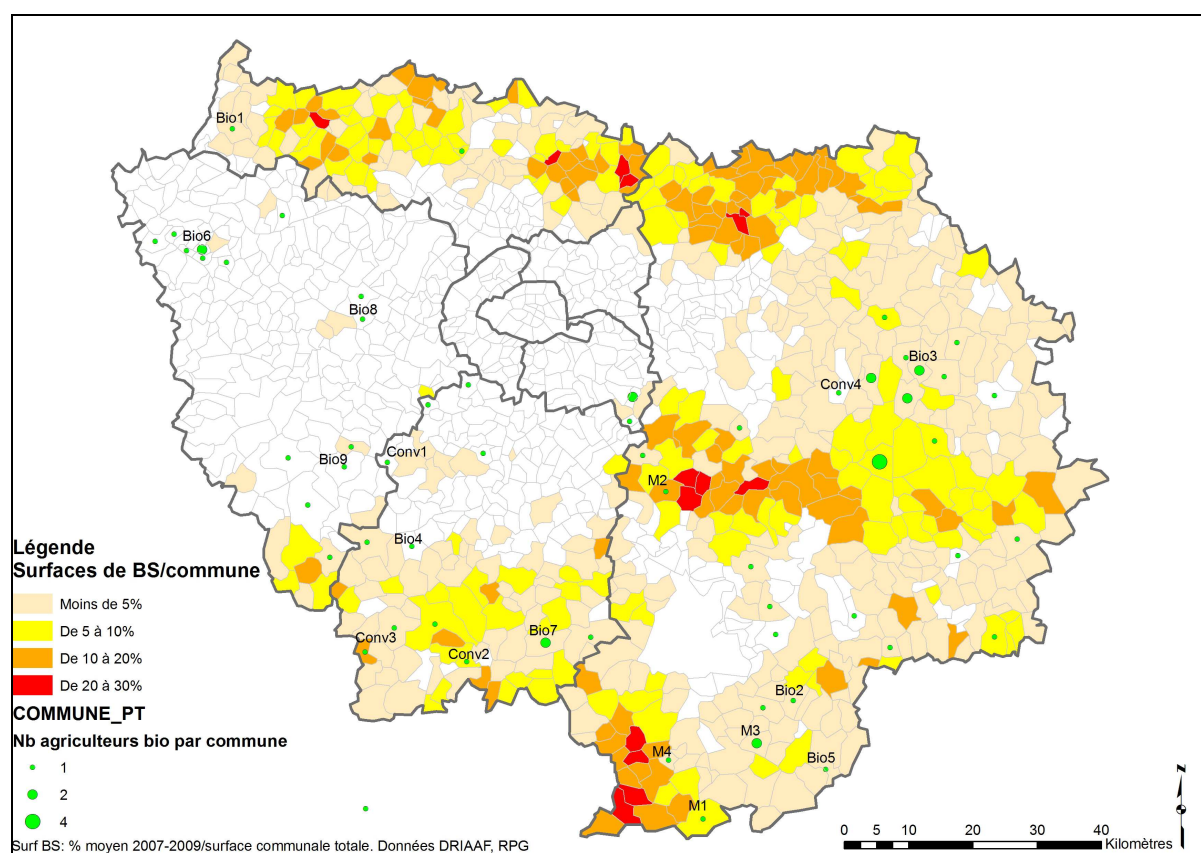 Bio1
Bio6
Bio8
Bio3
Conv4
Bio9
Conv1
M2
Bio4
Légende
Surfaces de BS/commune
Moins de 5%
De 5 à 10%
De 10 à 20%
De 20 à 30%
Conv3
Conv2
Bio7
Bio2
M3
M4
Bio5
M1
COMMUNE_PT
Nb agriculteurs bio par commune
1
2
4
N
0 5 10 20 30 40
Kilomètres
Surf BS: % moyen 2007-2009/surface communale totale. Données DRIAAF, RPG